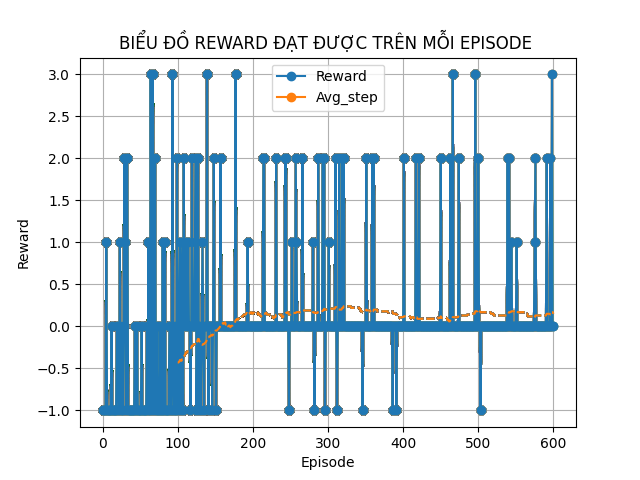 BIỂU ĐỒ REWARD ĐẠT ĐƯỢC TRÊN MỖI EPISODE
Reward
Avg_step
3.0
2.5
2.0
1.5
1.0
0.5
0.0
−0.5
−1.0
Reward
0 100 200 300 400 500 600
Episode